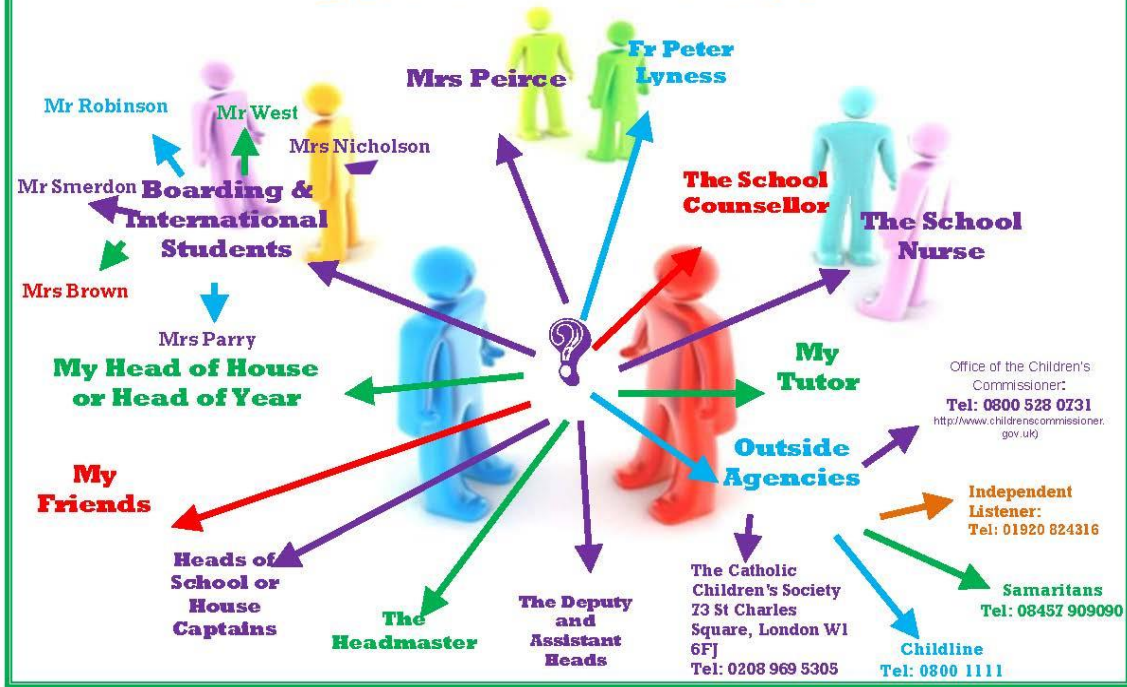 Mrs Peirce
Fr Peter
Lyness
Mr Robinson
Mr West
Mrs Nicholson
Mr Smerdon
Boarding &
International
Students
Mrs Brown
Mrs Parry
The School
Counsellor
The School
Nurse
?
My Head of House
or Head of Year
My
Tutor
Office of the Children's
Commissioner:
Tel: 0800 528 0731
http://www.childrenscommissioner.
gov.uk)
My
Friends
Outside
Agencies
Independent
Listener:
Tel: 01920 824316
Heads of
School or
House
Captains
The
Headmaster
The Deputy
and
Assistant
Heads
The Catholic
Children's Society
73 St Charles
Square, London W1
6FJ
Tel: 0208 969 5305
Samaritans
Tel: 08457 909090
Childline
Tel: 0800 1111